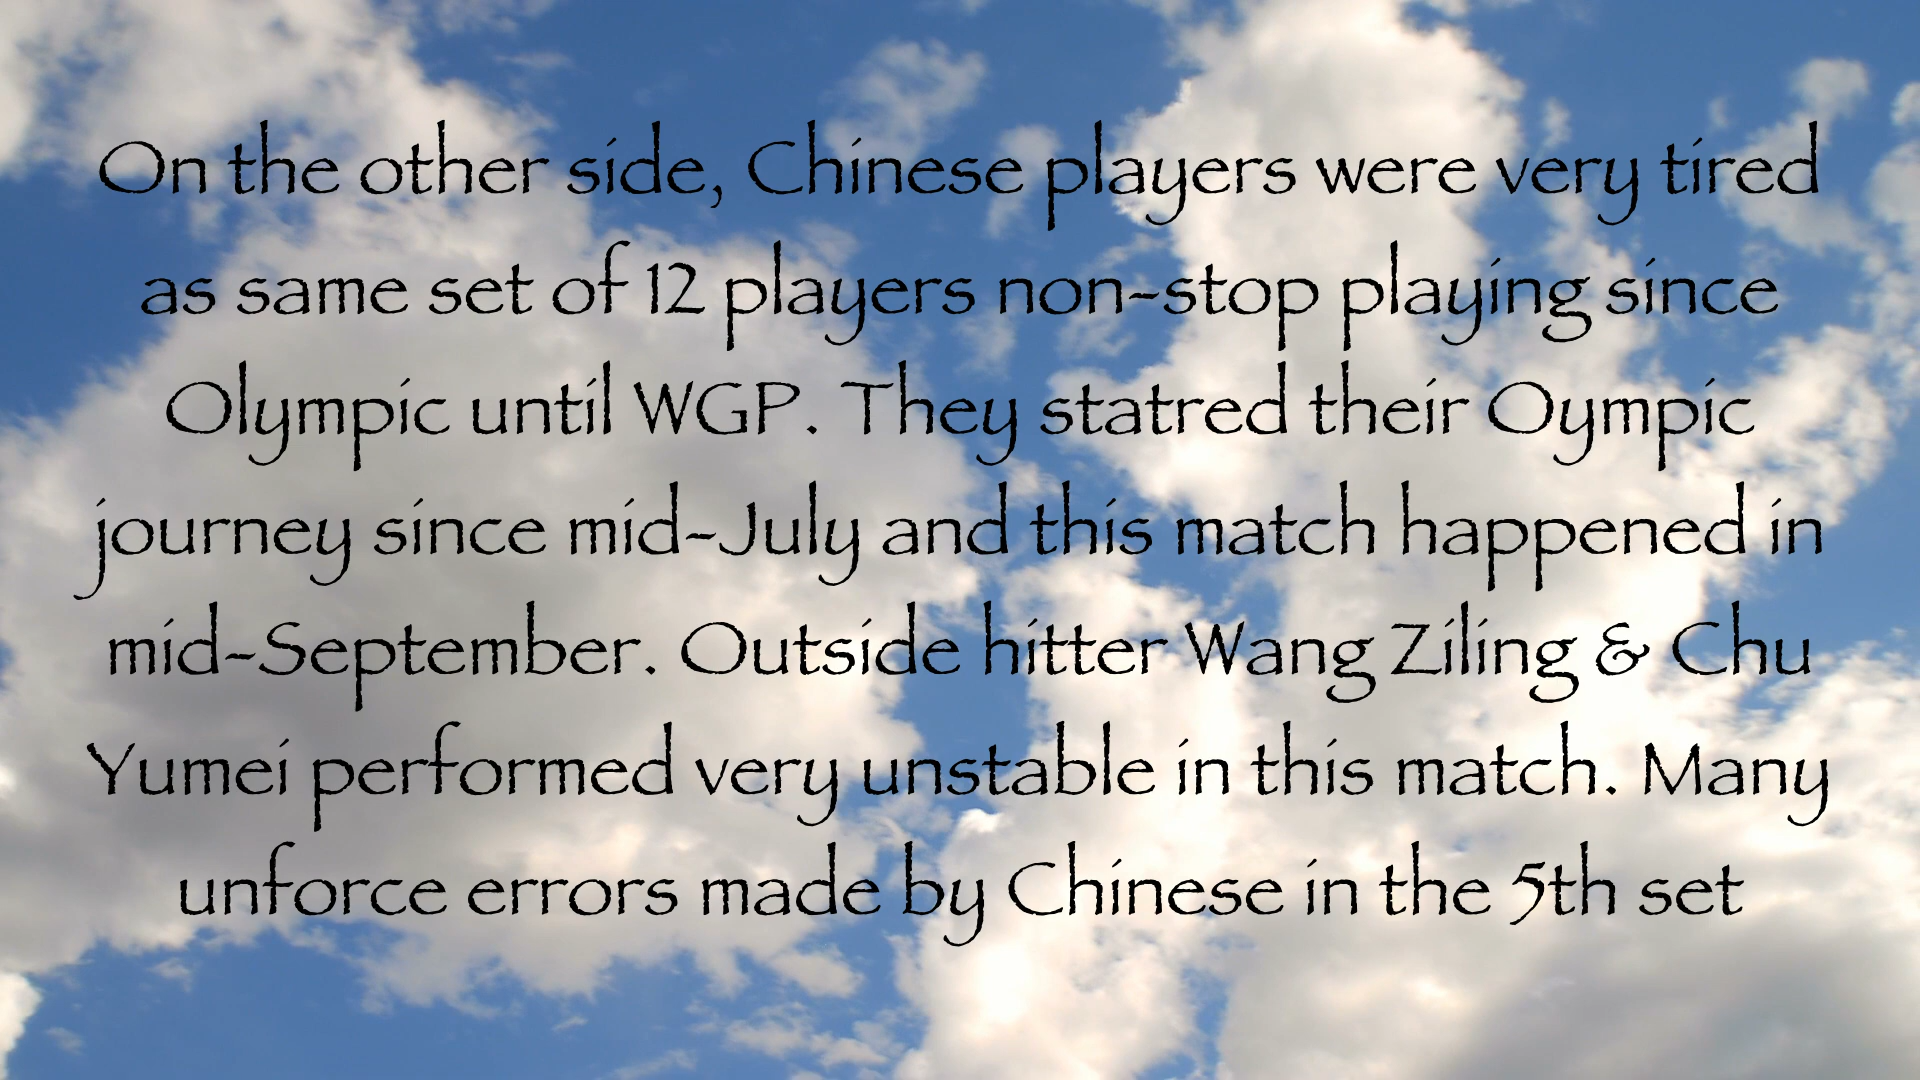 On the other side, Chinese players were very tired
as same set of 12 players non-stop playing since
Olympic until WGP. They statred their Oympic
journey since mid-July and this match happened in
mid-September. Outside hitter Wang Ziling & Chu
Yumei performed very unstable in this match. Many
unforce errors made by Chinese in the 5th set